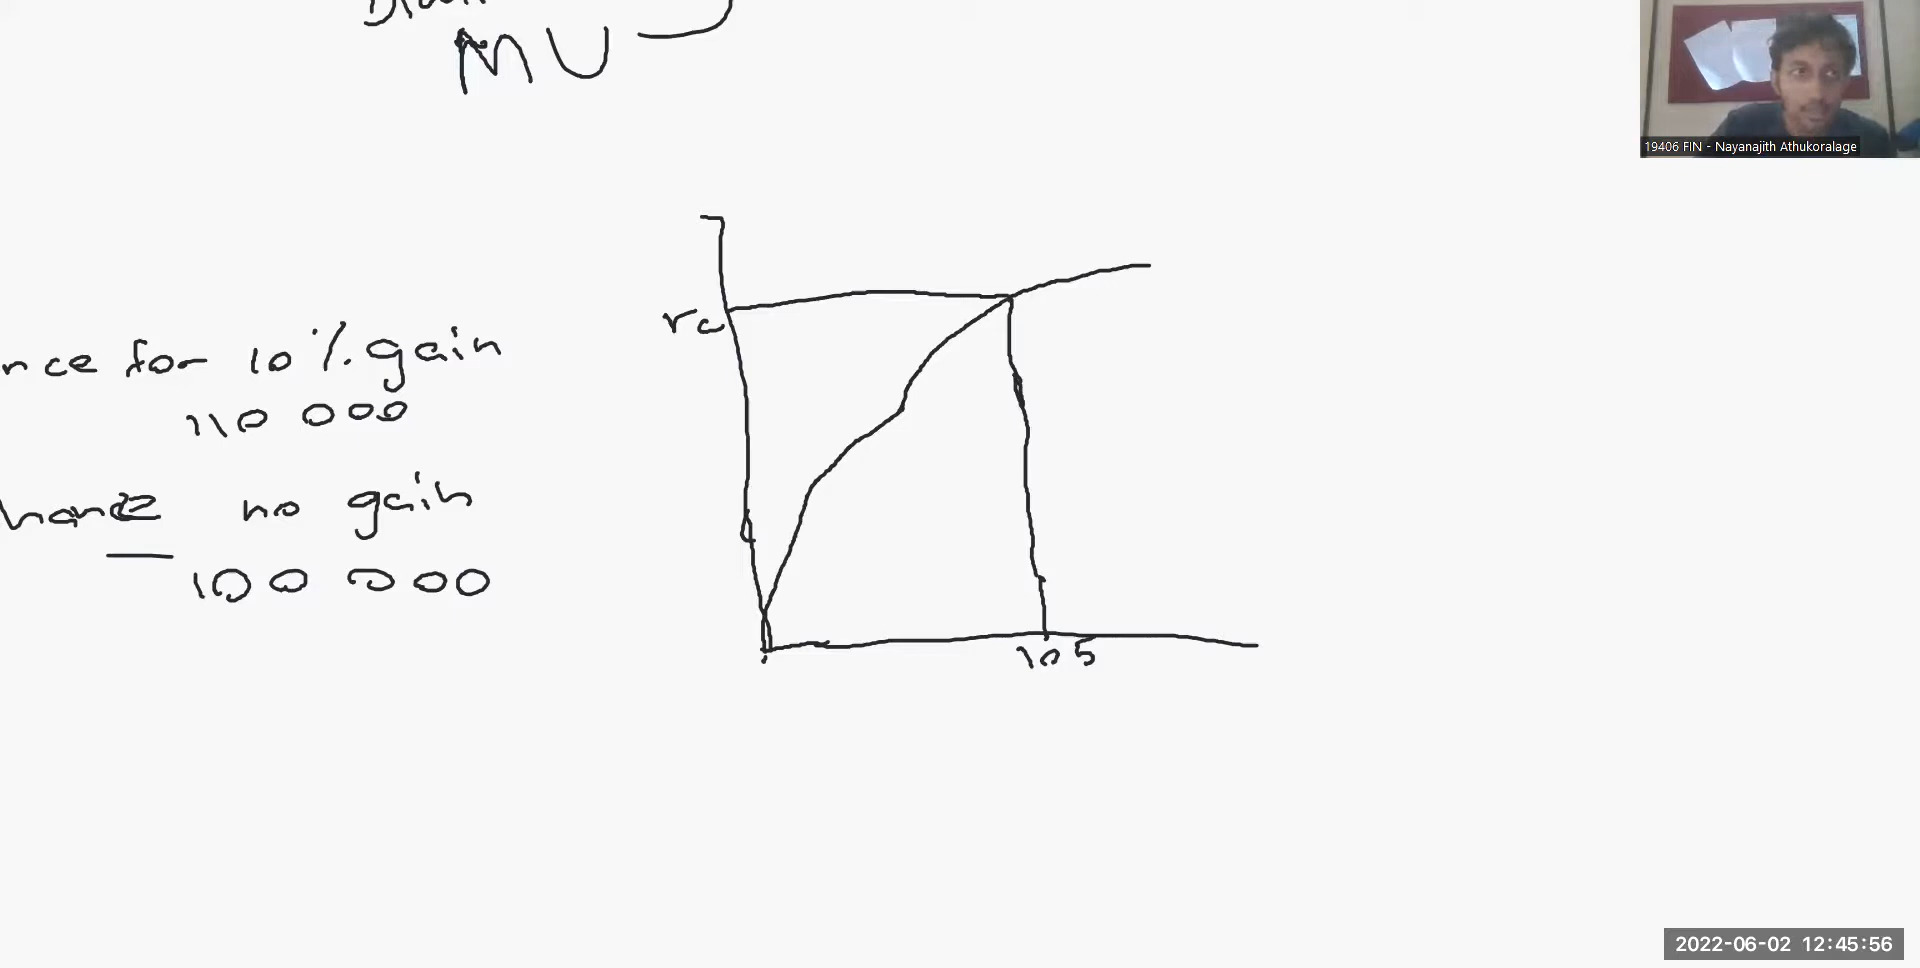 MU
19406 FIN - Nayanajith Athukoralage
ra
nce for 10%. gain
110 000
hance no gain
100 000
105
2022-06-02 12:45:56